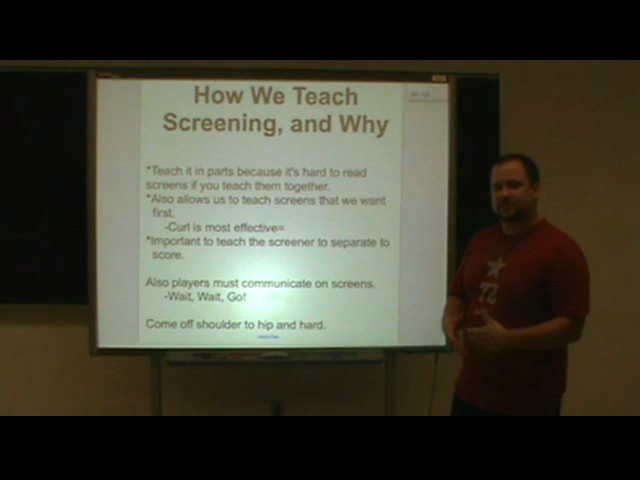 How We Teach
Screening, and Why
*Teach it in parts because it's hard to read
screens if you teach them together.
*Also allows us to teach screens that we want
first.
-Curl is most effective=
*Important to teach the screener to separate to
score.
Also players must communicate on screens.
-Wait, Wait, Go!
Come off shoulder to hip and hard.